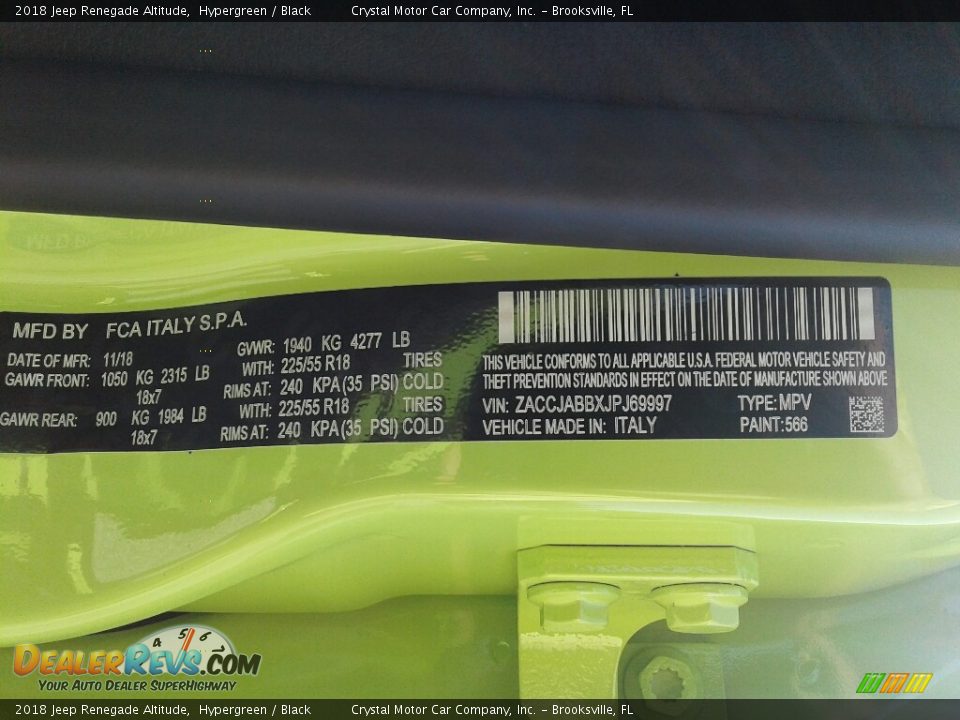 2018 Jeep Renegade Altitude, Hypergreen / Black Crystal Motor Car Company, Inc. - Brooksville, FL
MFD BY FCA ITALY S.P.A.
DATE OF MFR: 11/18
GAWR FRONT: 1050 KG 2315 LB
18x7
GAWR REAR: 900 KG 1984 LB
18x7
GVWR: 1940 KG 4277 LB
WITH: 225/55 R18 TIRES
RIMS AT: 240 KPA(35 PSI) COLD
WITH: 225/55 R18 TIRES
RIMS AT: 240 KPA(35 PSI) COLD
THIS VEHICLE CONFORMS TO ALL APPLICABLE U.S.A. FEDERAL MOTOR VEHICLE SAFETY AND
THEFT PREVENTION STANDARDS IN EFFECT ON THE DATE OF MANUFACTURE SHOWN ABOVE
VIN: ZACCJABBXJPJ69997 TYPE: MPV
VEHICLE MADE IN: ITALY PAINT: 566
4 5 6 7
DEALERREVS.COM
YOUR AUTO DEALER SUPERHIGHWAY
2018 Jeep Renegade Altitude, Hypergreen / Black Crystal Motor Car Company, Inc. - Brooksville, FL